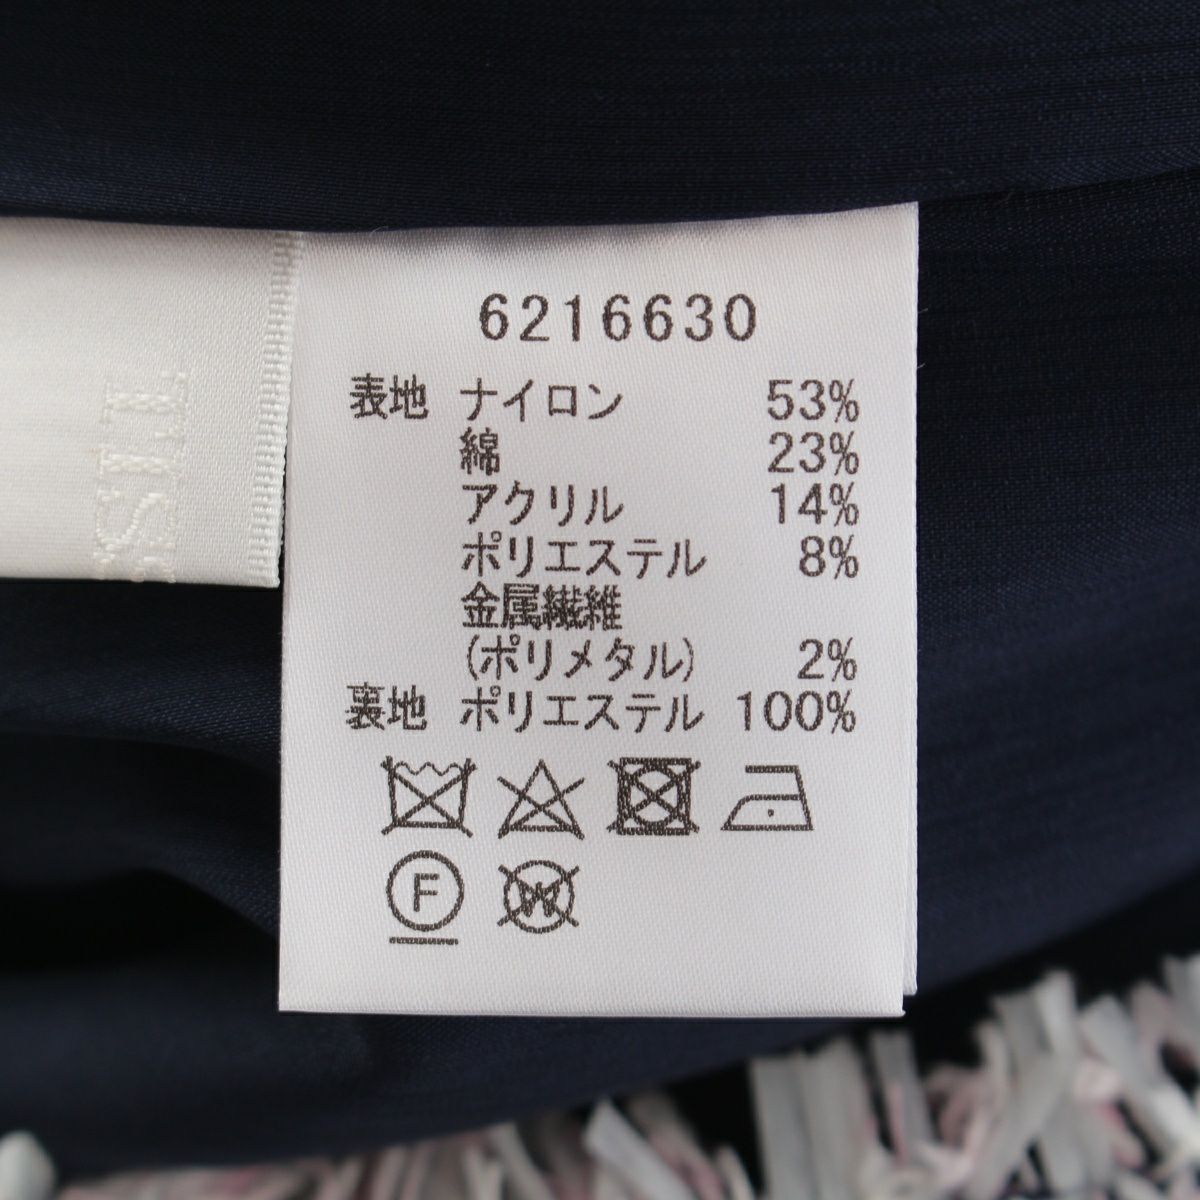 6216630
表地 ナイロン 53%
綿 23%
アクリル 14%
ポリエステル 8%
金属繊維
(ポリメタル) 2%
裏地 ポリエステル 100%
F
W